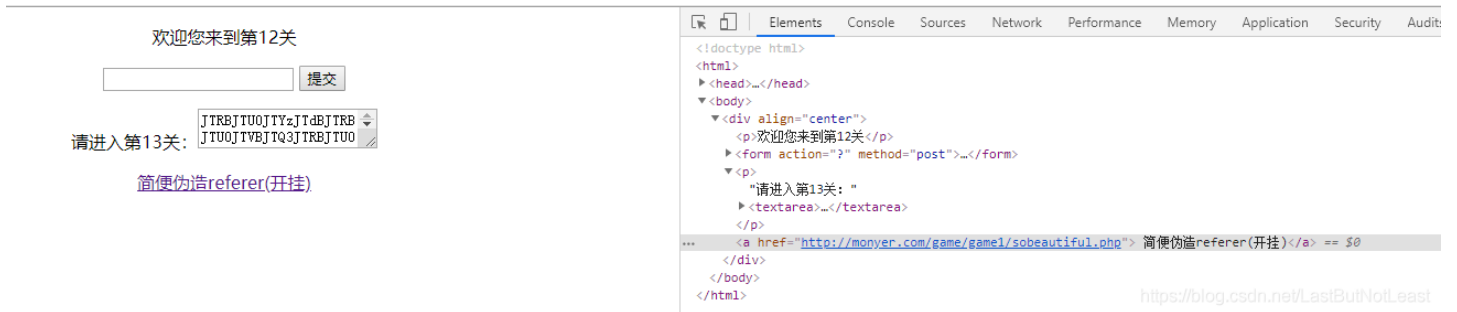 欢迎您来到第12关
提交
请进入第13关：
JTRBJTU0JTYzJTdBJTRB
JTU0JTVBJTQ3JTRBJTU0
简便伪造referer(开挂)
Elements Console Sources Network Performance Memory Application Security Audits
<!doctype html>
<html>
<head>…</head>
<body>
<div align="center">
<p>欢迎您来到第12关</p>
<form action="?" method="post">…</form>
<p>
"请进入第13关："
<textarea>…</textarea>
</p>
… <a href="http://monyer.com/game/game1/sobeautiful.php"> 简便伪造referer(开挂)</a> == $0
</div>
</body>
</html>
https://blog.csdn.net/LastButNotLeast